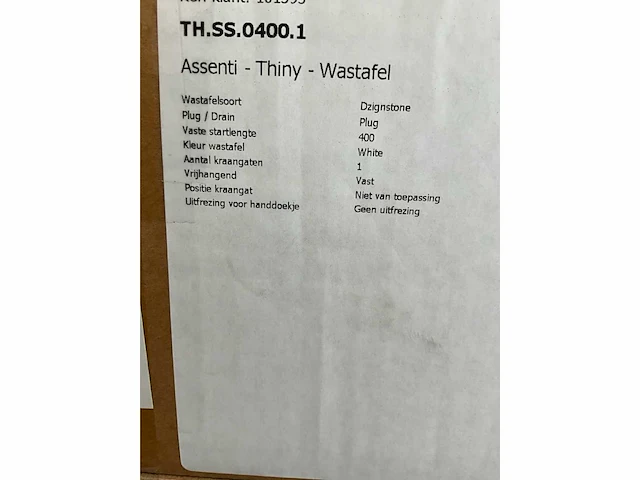 TH.SS.0400.1
Assenti - Thiny - Wastafel
Wastafelsoort Dzignstone
Plug / Drain Plug
Vaste startlengte 400
Kleur wastafel White
Aantal kraangaten 1
Vrijhangend Vast
Positie kraangat Niet van toepassing
Uitfrezing voor handdoekje Geen uitfrezing